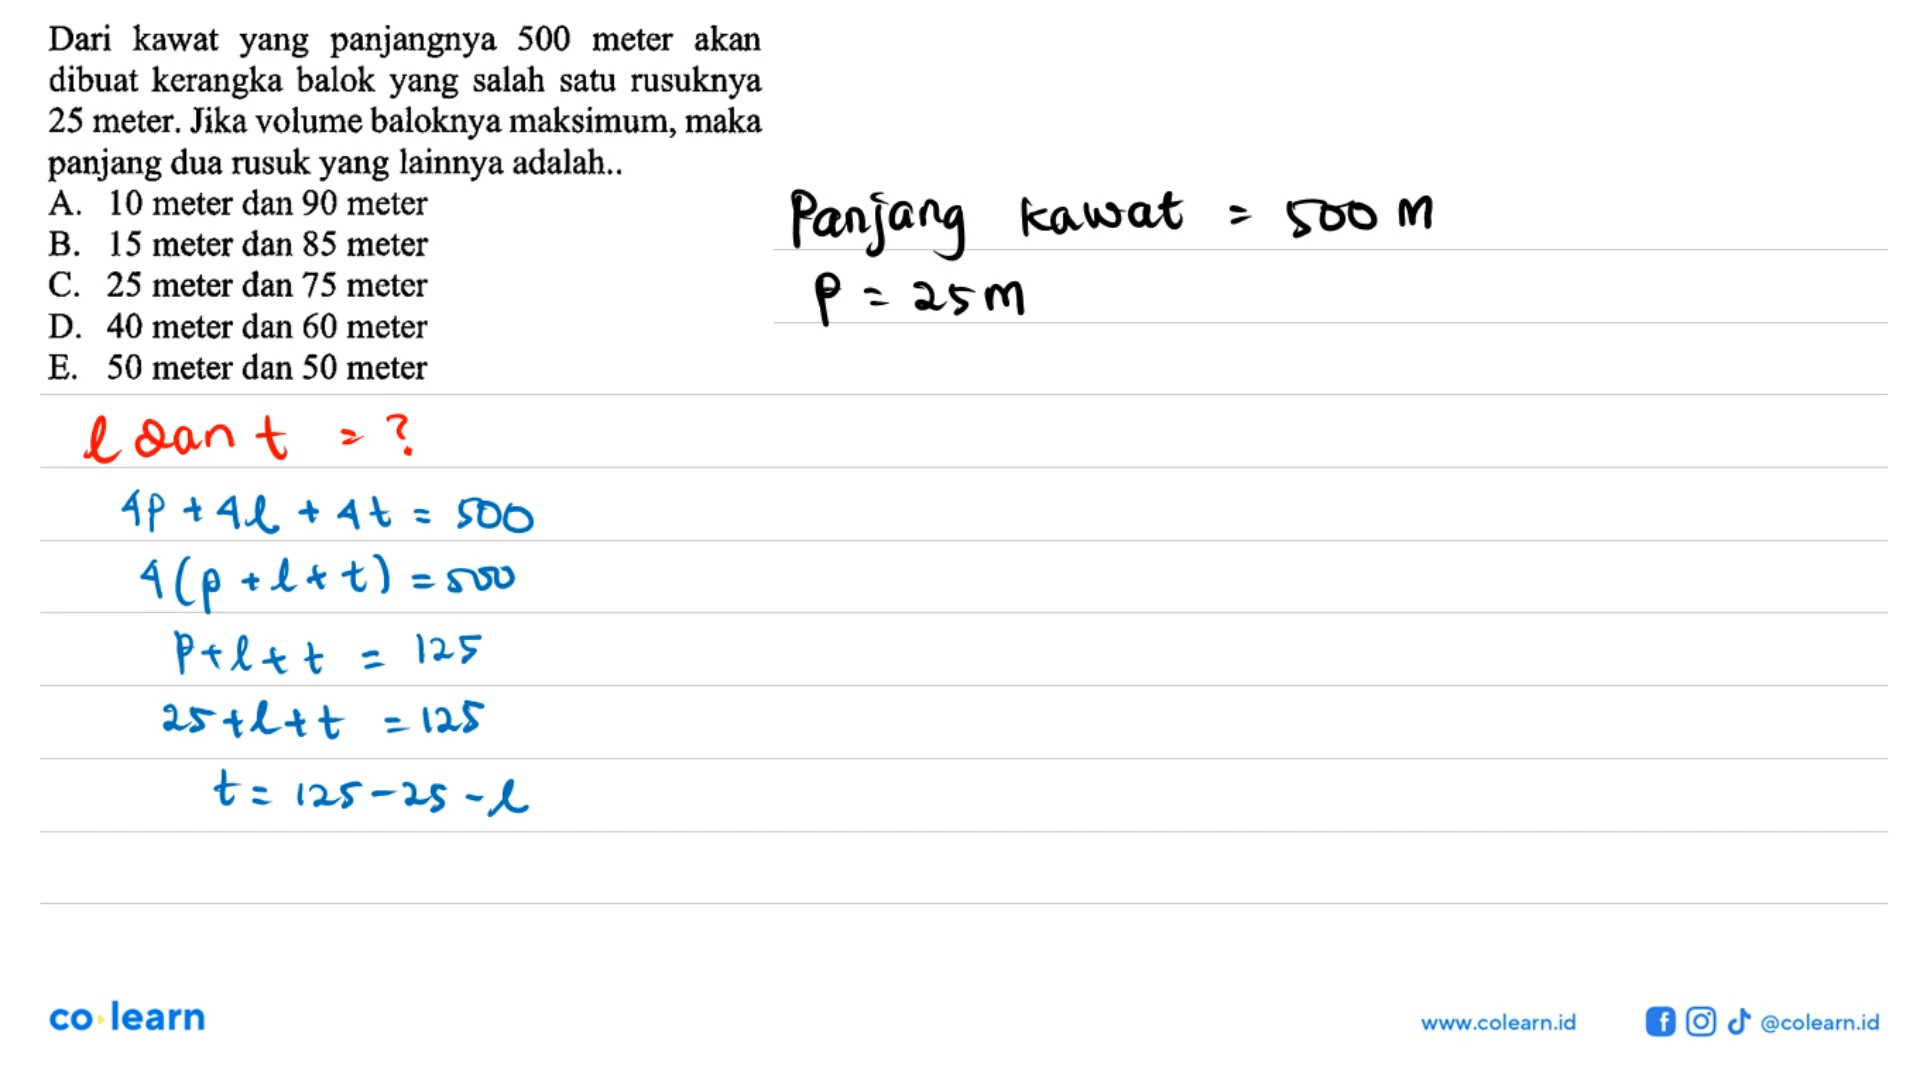 Dari kawat yang panjangnya 500 meter akan
dibuat kerangka balok yang salah satu rusuknya
25 meter. Jika volume baloknya maksimum, maka
panjang dua rusuk yang lainnya adalah..
A. 10 meter dan 90 meter
B. 15 meter dan 85 meter
C. 25 meter dan 75 meter
D. 40 meter dan 60 meter
E. 50 meter dan 50 meter
Panjang kawat = 500 m
P = 25 m
l dan t = ?
4p + 4l + 4t = 500
4(p + l + t) = 500
p + l + t = 125
25 + l + t = 125
t = 125 - 25 - l
co learn
www.colearn.id
@colearn.id